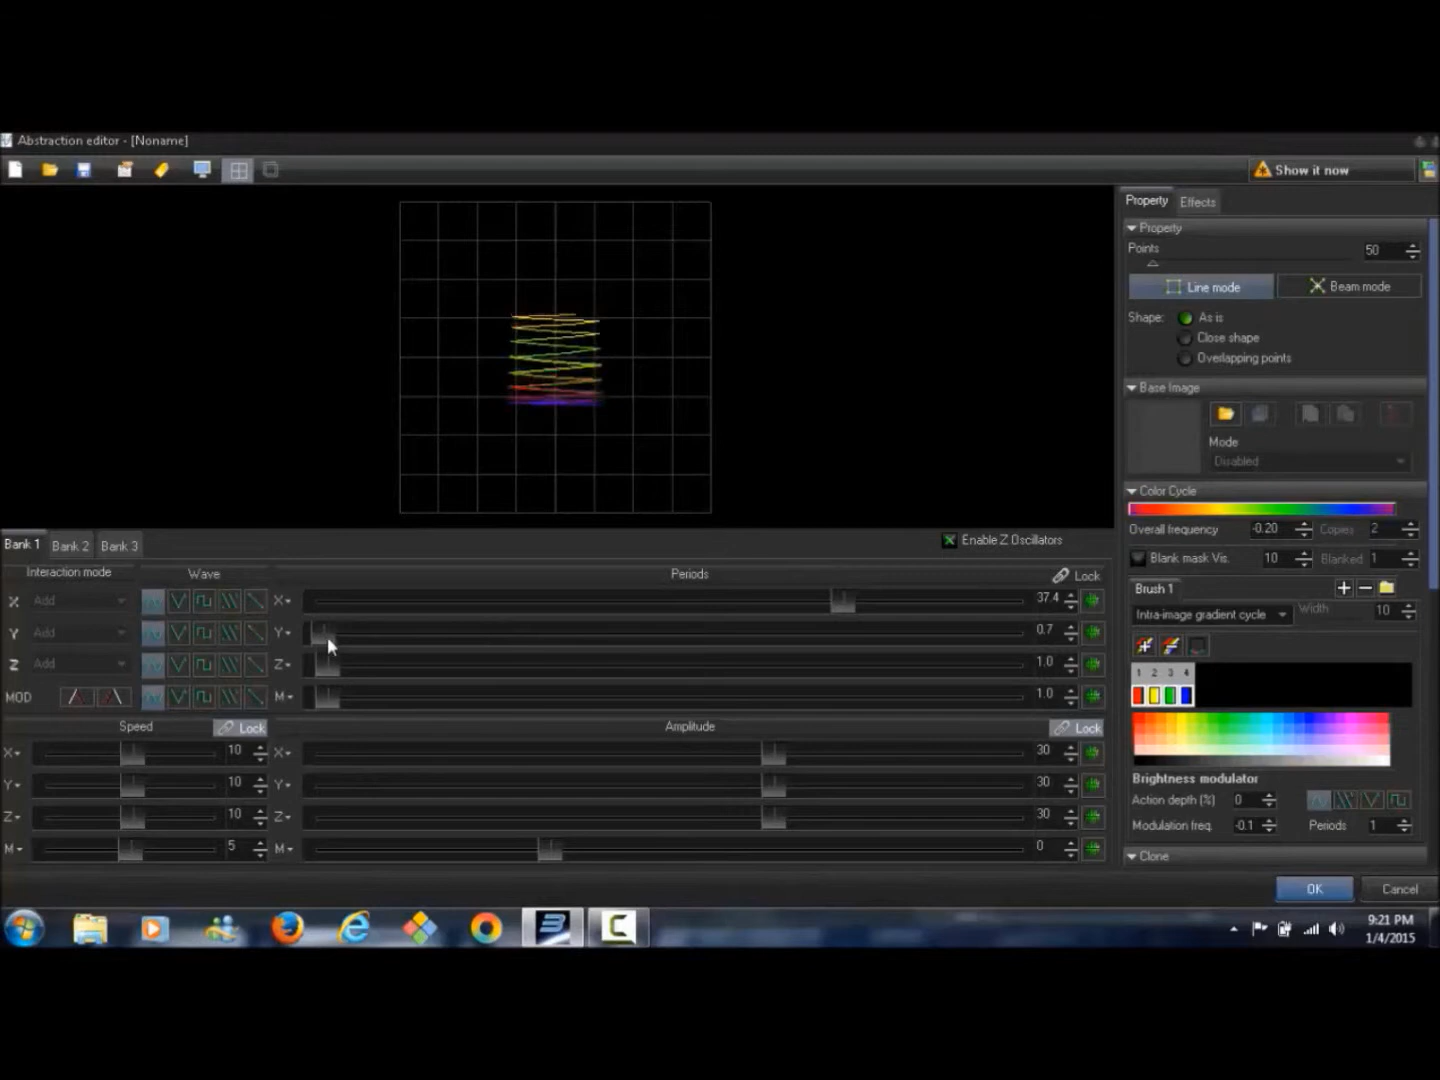 Abstraction editor - [Noname]
Show it now
Property Effects
Property
Points 50
Line mode Beam mode
Shape: As is
Close shape
Overlapping points
Base Image
Mode
Disabled
Color Cycle
Overall frequency -0.20 Copies 2
Blank mask Vis. 10 Blanked 1
Brush 1
Intra-image gradient cycle Width 10
1 2 3 4
Brightness modulator
Action depth (%) 0
Modulation freq. -0.1 Periods 1
Clone
OK Cancel
Bank 1 Bank 2 Bank 3 Enable Z Oscillators
Interaction mode Wave Periods Lock
X Add X 37.4
Y Add Y 0.7
Z Add Z 1.0
MOD M 1.0
Speed Lock Amplitude Lock
X 10 X 30
Y 10 Y 30
Z 10 Z 30
M 5 M 0
9:21 PM
1/4/2015